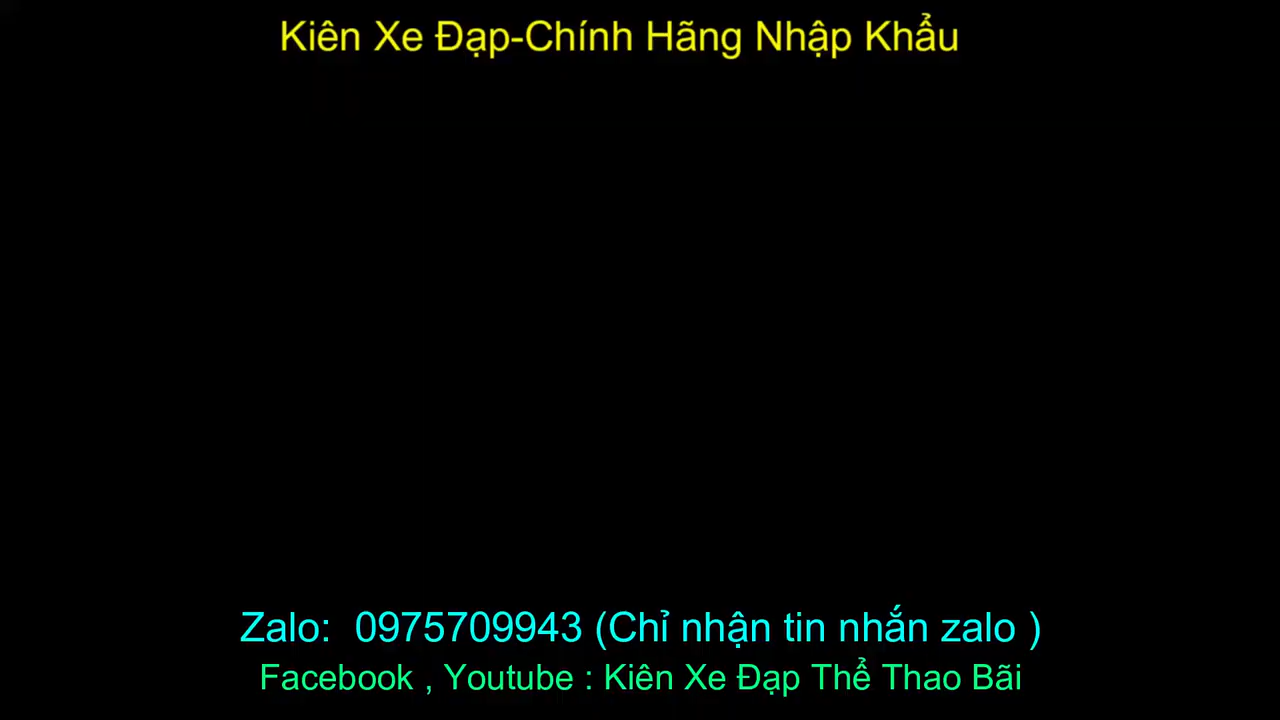 Kiên Xe Đạp-Chính Hãng Nhập Khẩu
Zalo:  0975709943 (Chỉ nhận tin nhắn zalo )
Facebook , Youtube : Kiên Xe Đạp Thể Thao Bãi